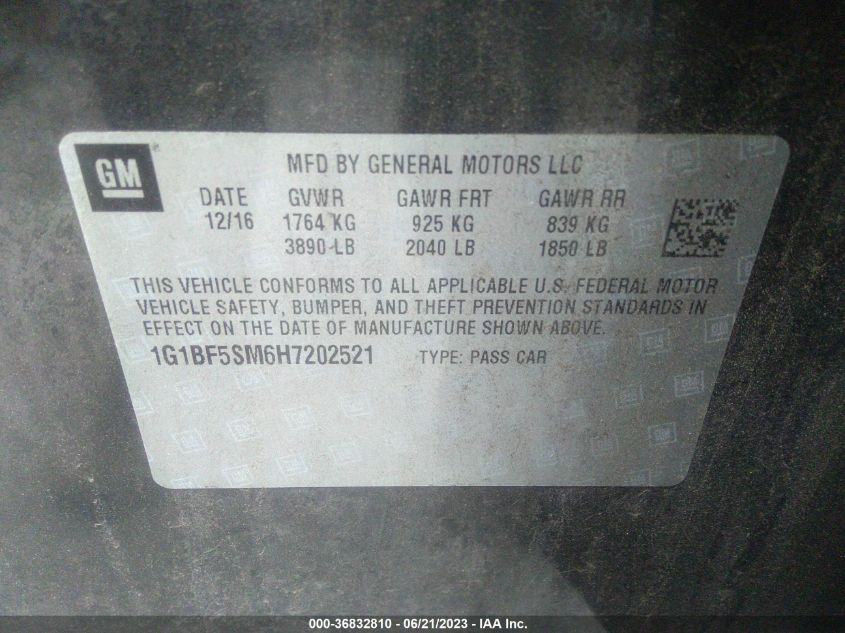 GM
MFD BY GENERAL MOTORS LLC
DATE GVWR GAWR FRT GAWR RR
12/16 1764 KG 925 KG 839 KG
3890 LB 2040 LB 1850 LB
THIS VEHICLE CONFORMS TO ALL APPLICABLE U.S. FEDERAL MOTOR
VEHICLE SAFETY, BUMPER, AND THEFT PREVENTION STANDARDS IN
EFFECT ON THE DATE OF MANUFACTURE SHOWN ABOVE.
1G1BF5SM6H7202521 TYPE: PASS CAR
000-36832810 - 06/21/2023 - IAA Inc.